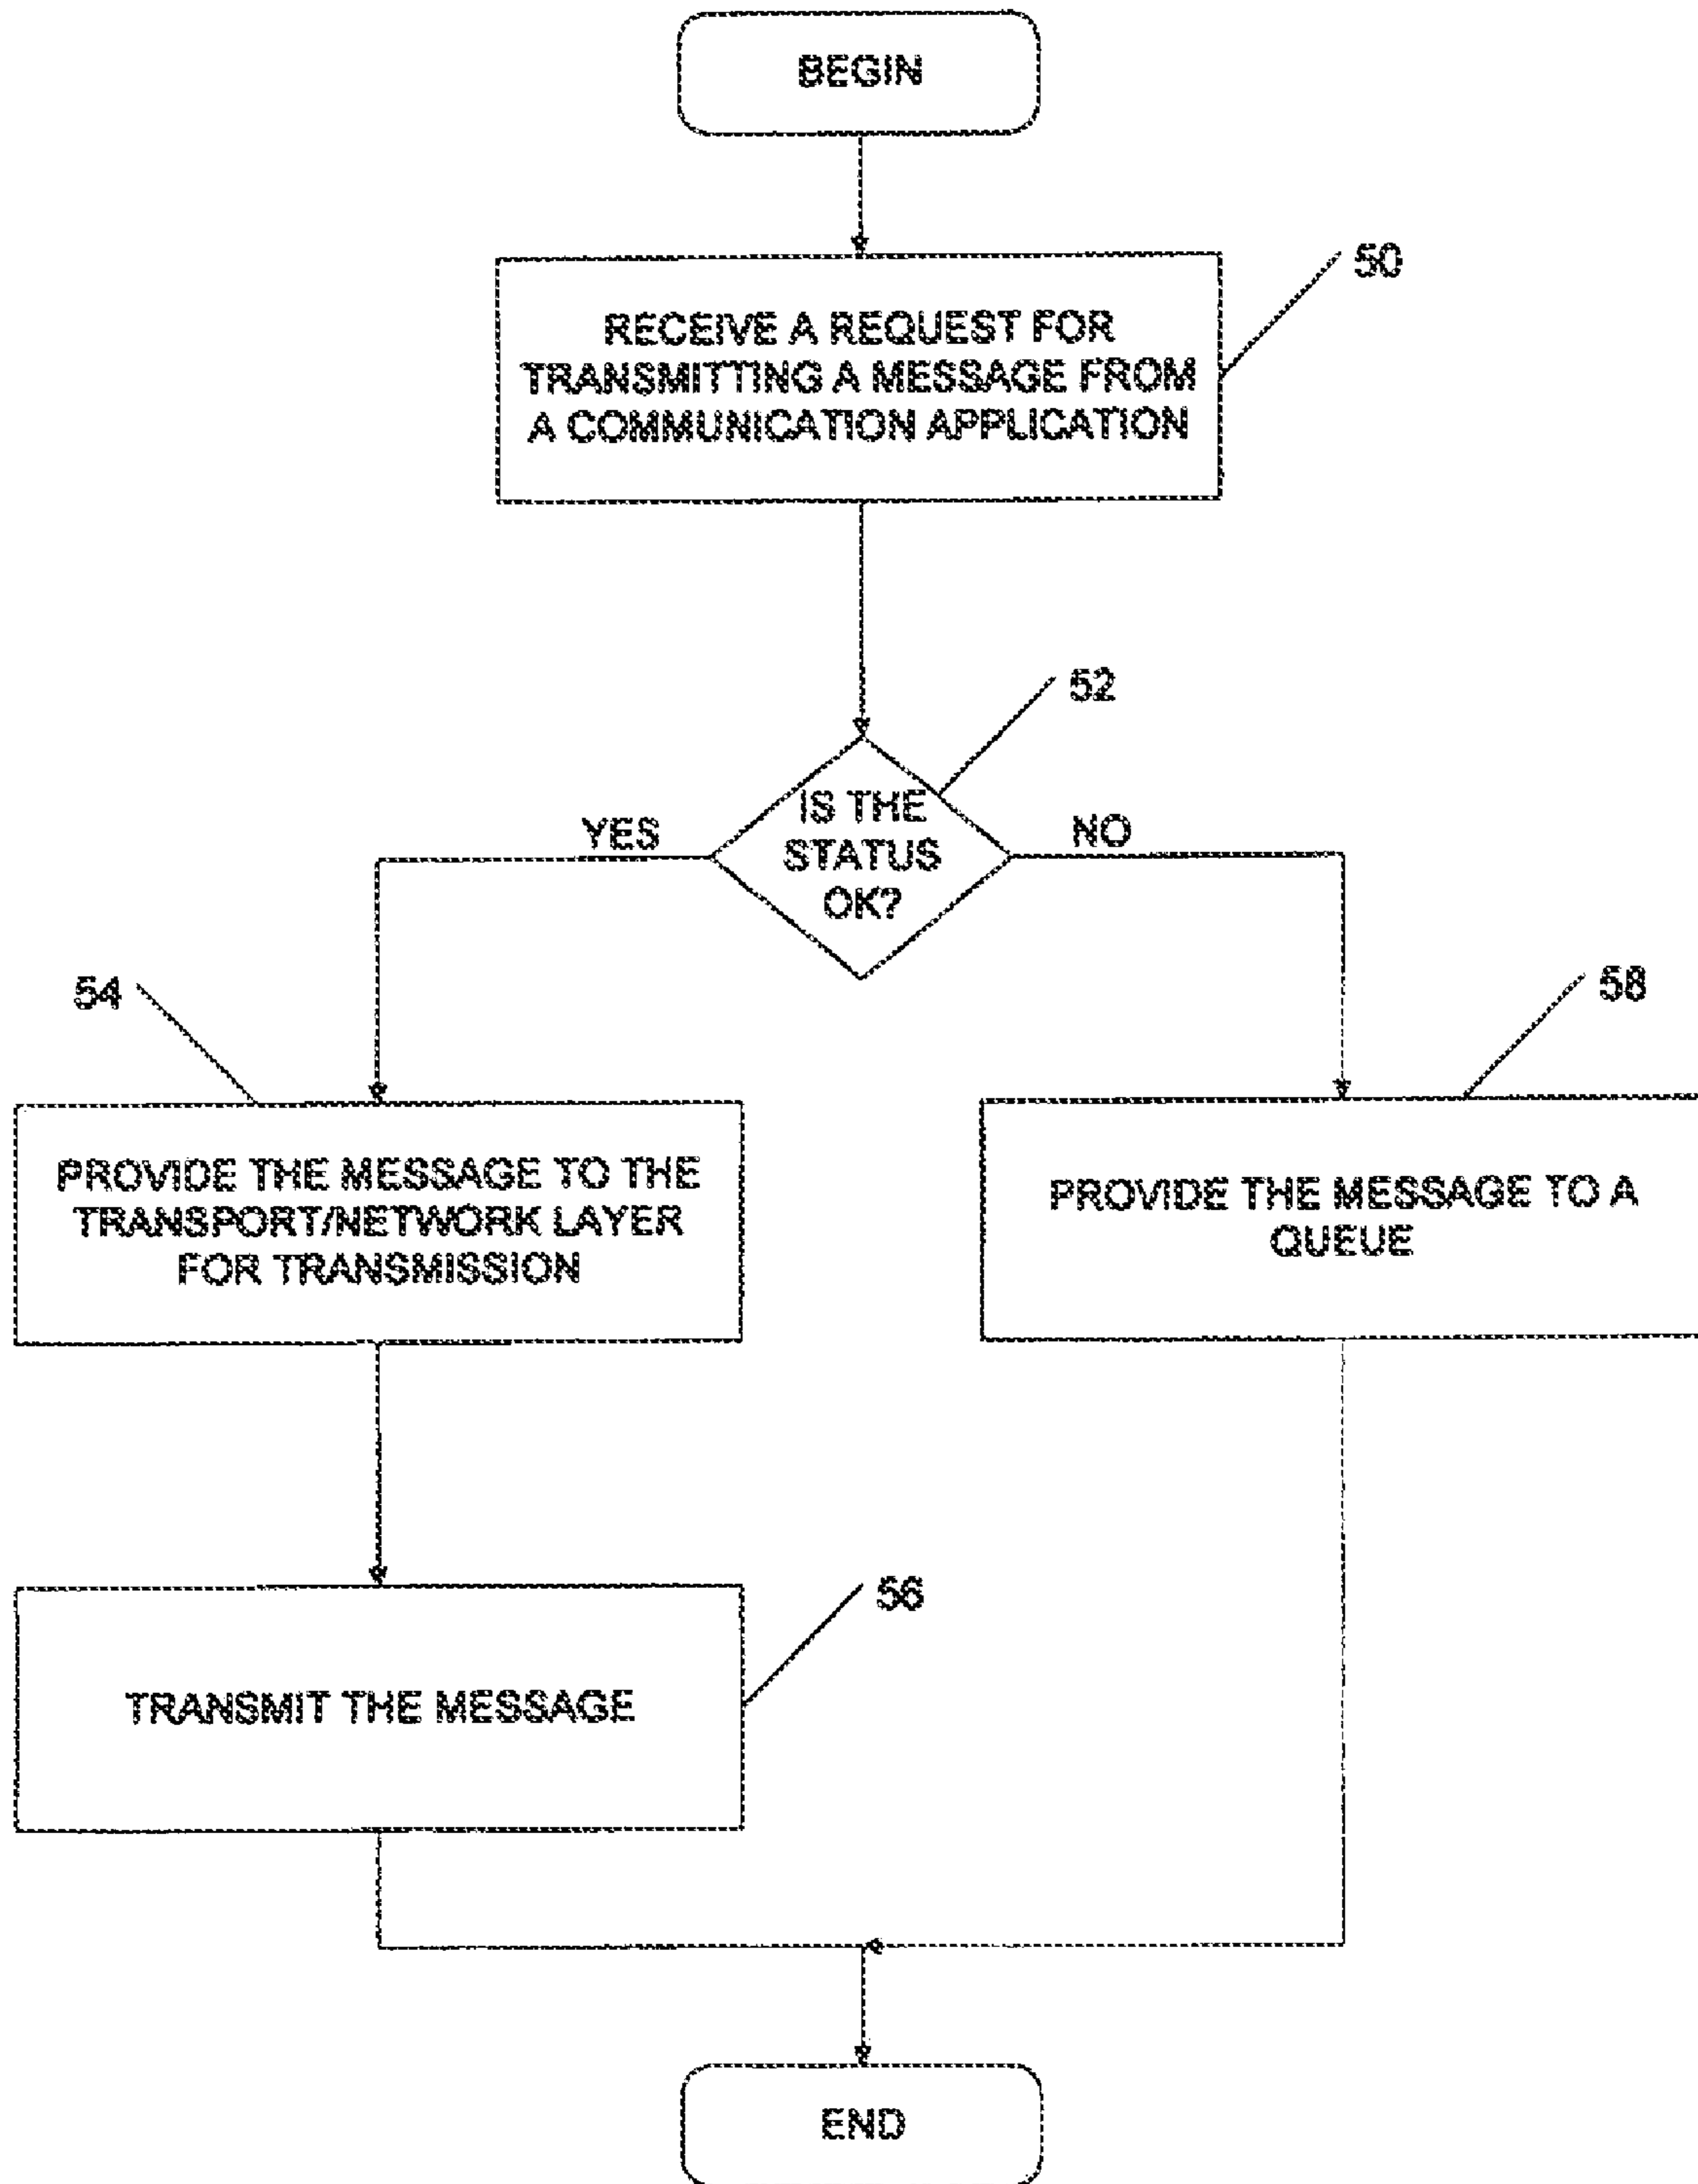 BEGIN
50
RECEIVE A REQUEST FOR
TRANSMITTING A MESSAGE FROM
A COMMUNICATION APPLICATION
52
IS THE
STATUS
OK?
YES
NO
54
58
PROVIDE THE MESSAGE TO THE
TRANSPORT/NETWORK LAYER
FOR TRANSMISSION
PROVIDE THE MESSAGE TO A
QUEUE
56
TRANSMIT THE MESSAGE
END